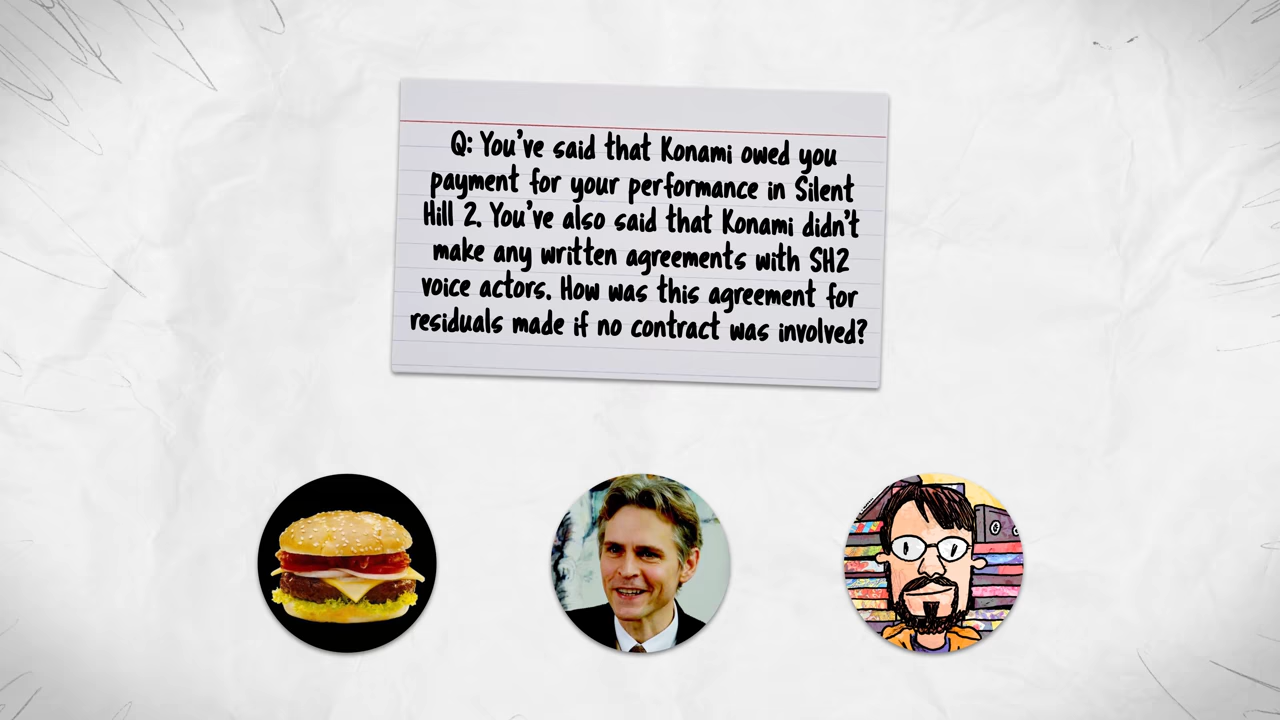 Q: You've said that Konami owed you
payment for your performance in Silent
Hill 2. You've also said that Konami didn't
make any written agreements with SH2
voice actors. How was this agreement for
residuals made if no contract was involved?